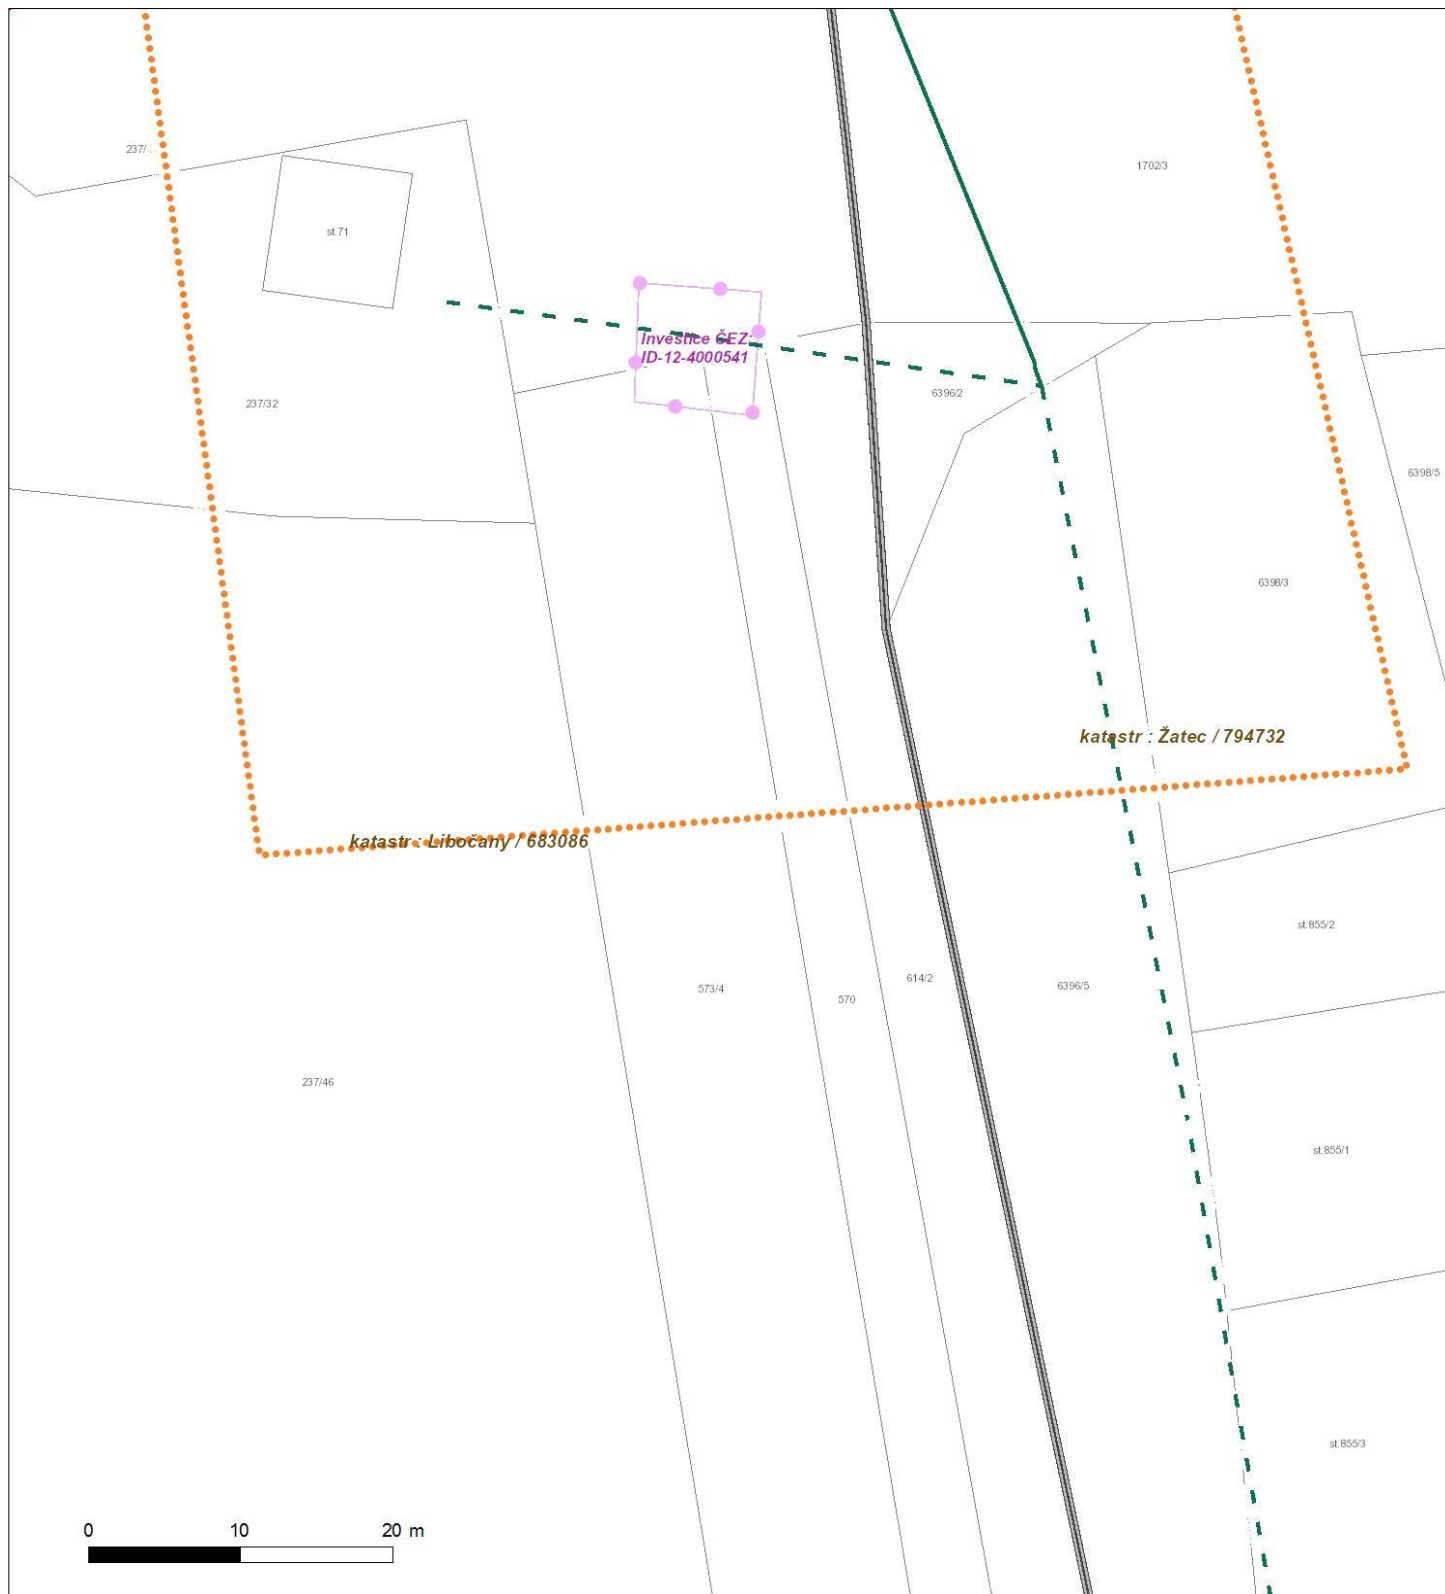 237/..
1702/3
st.71
Investice ČEZ:
ID-12-4000541
6396/2
237/32
6398/5
6398/3
katastr : Žatec / 794732
katastr : Libočany / 683086
st.855/2
614/2
573/4
6396/5
570
237/46
st.855/1
st.855/3
0 10 20 m